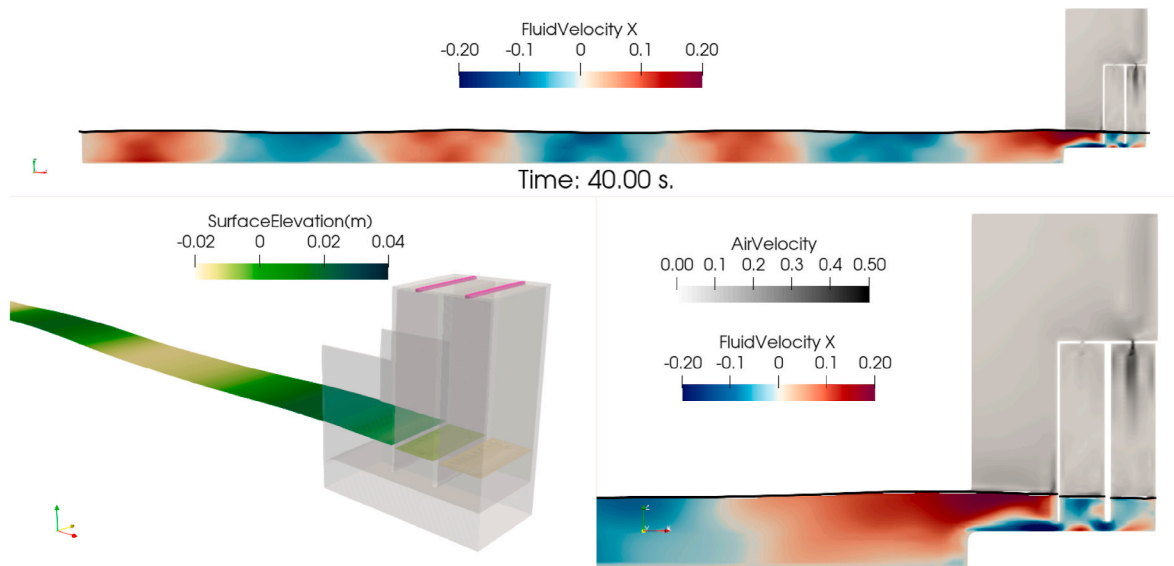 FluidVelocity X
-0.20 -0.1 0 0.1 0.20
Time: 40.00 s.
SurfaceElevation(m)
-0.02 0 0.02 0.04
AirVelocity
0.00 0.1 0.2 0.3 0.4 0.50
FluidVelocity X
-0.20 -0.1 0 0.1 0.20